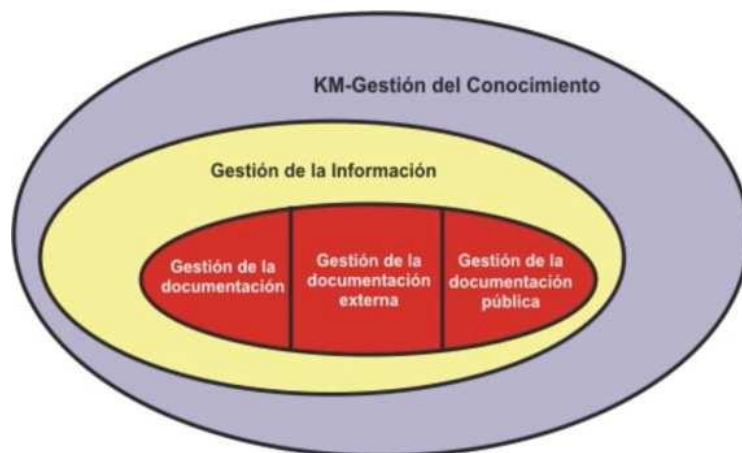 KM-Gestión del Conocimiento
Gestión de la Información
Gestión de la
documentación
Gestión de la
documentación
externa
Gestión de la
documentación
pública